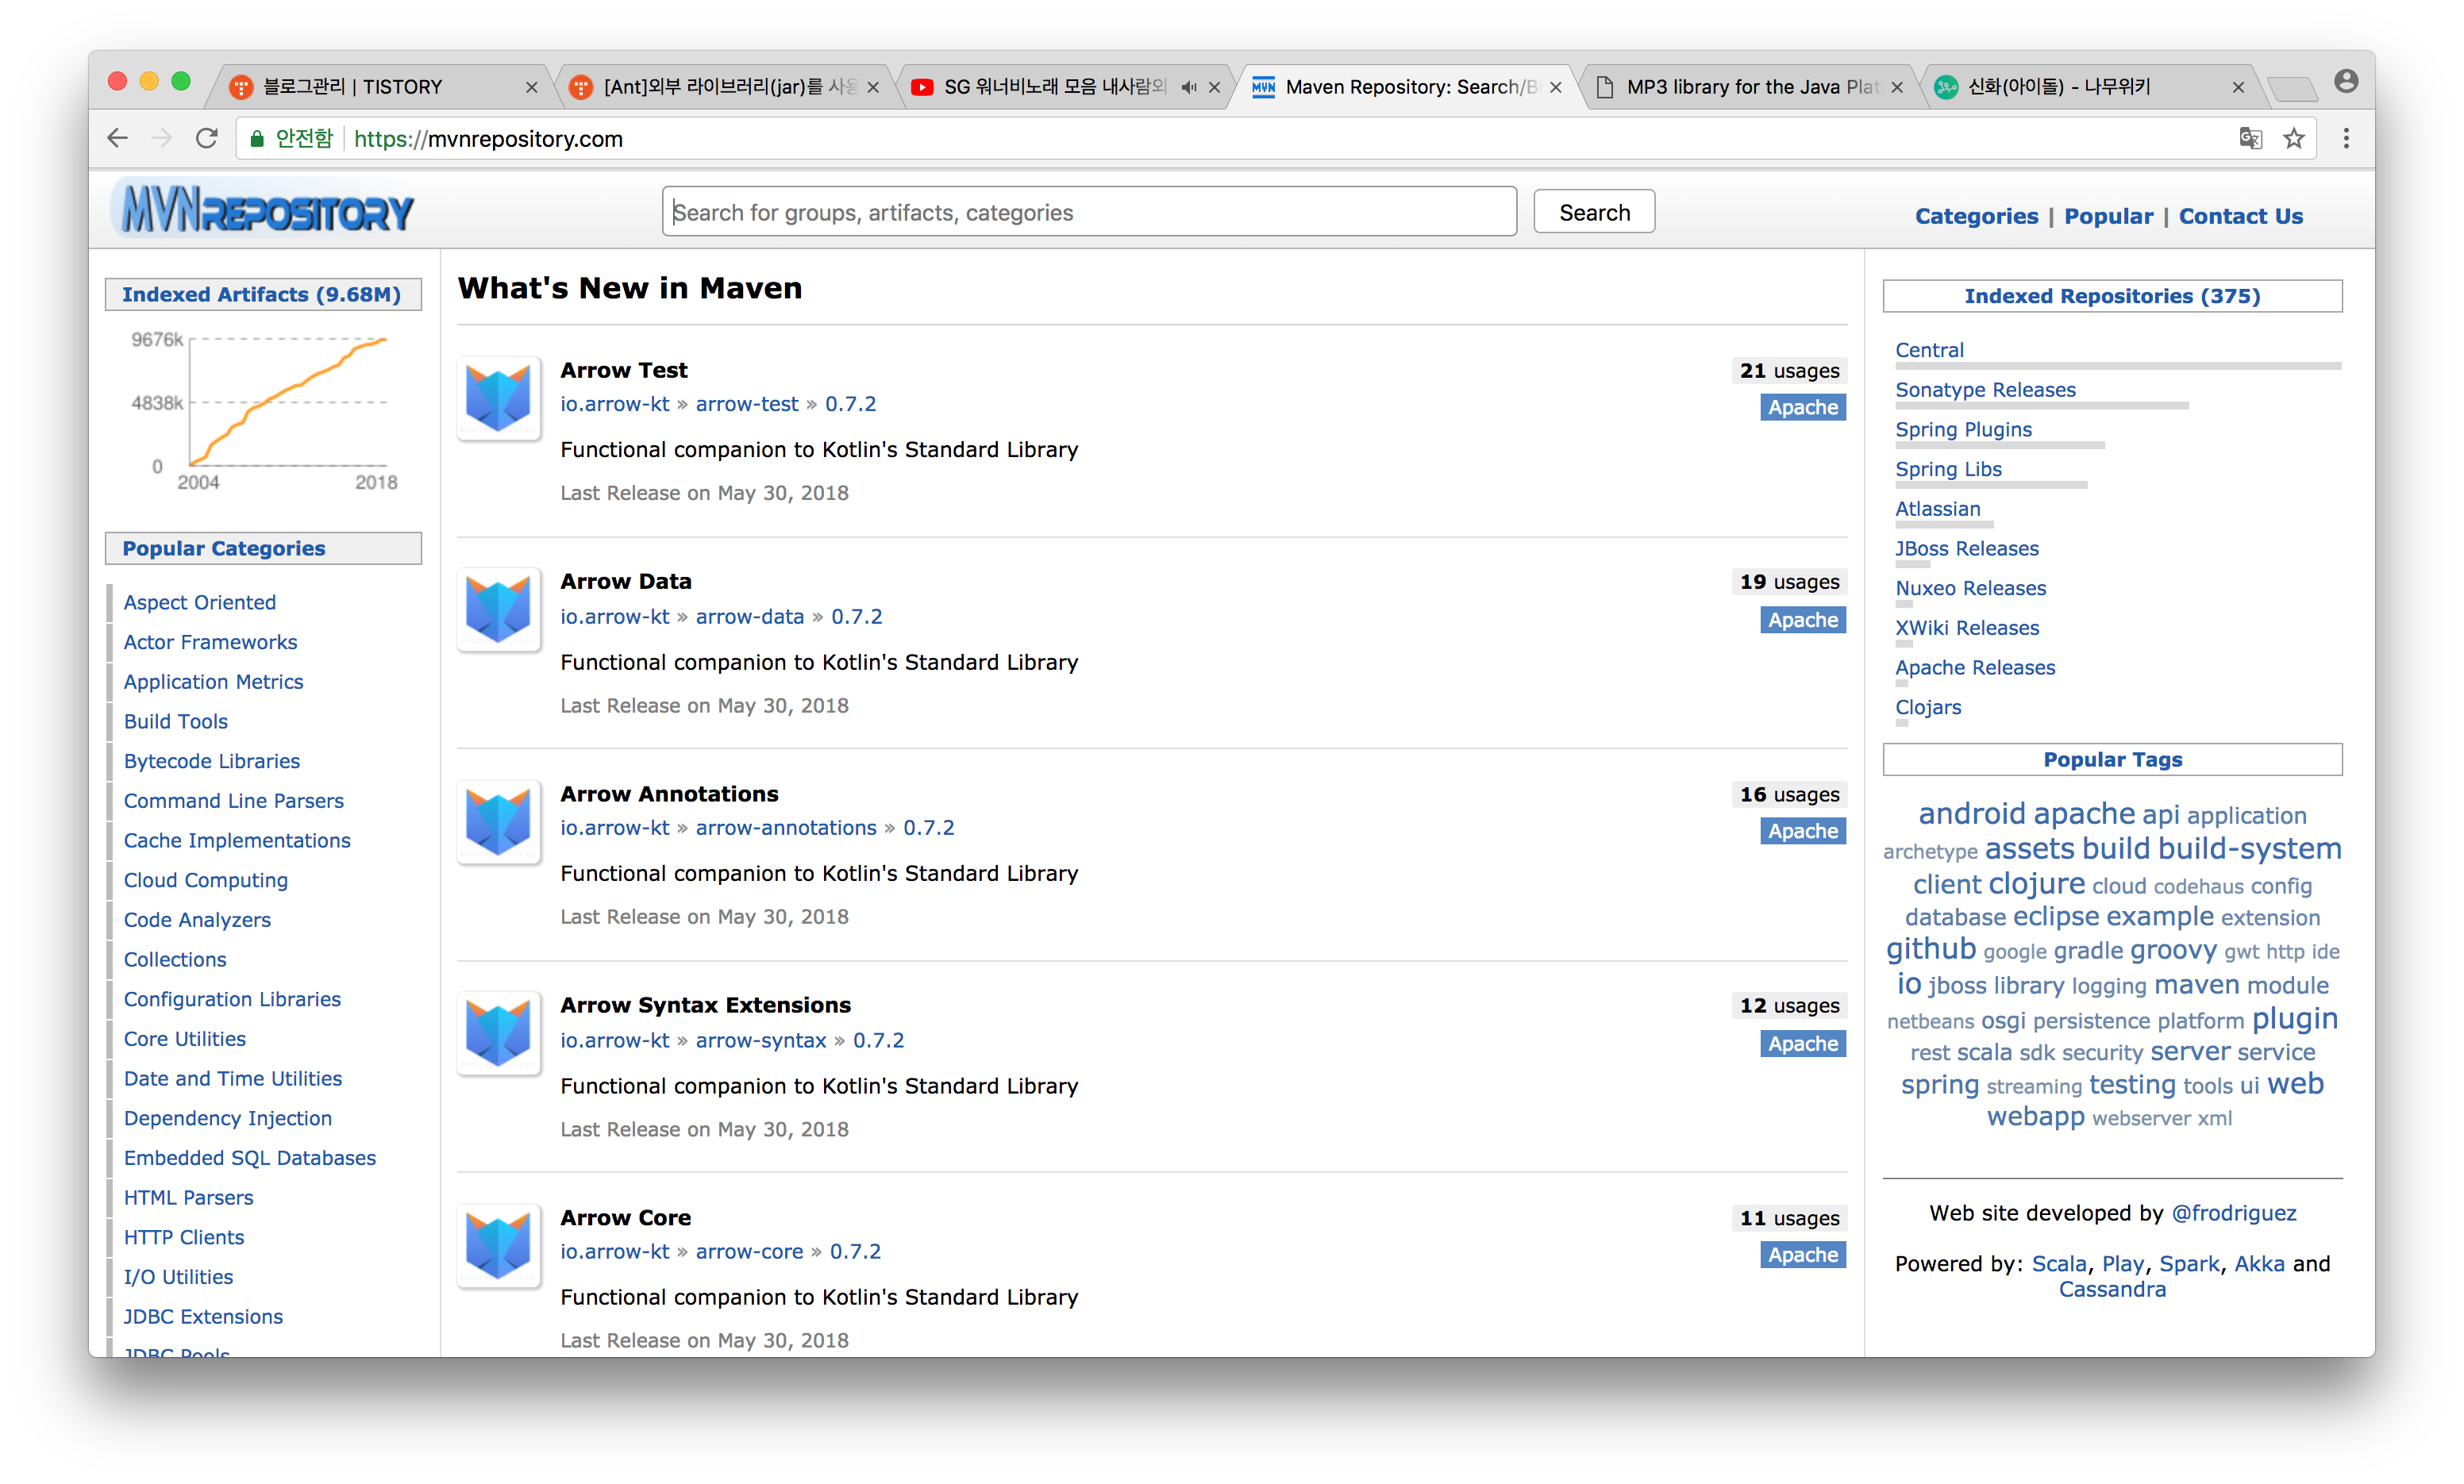 블로그관리 | TISTORY
[Ant]외부 라이브러리(jar)를 사용
SG 워너비노래 모음 내사람외
Maven Repository: Search/B
MP3 library for the Java Plat
신화(아이돌) - 나무위키
안전함 https://mvnrepository.com
MVNREPOSITORY
Search for groups, artifacts, categories
Search
Categories | Popular | Contact Us
Indexed Artifacts (9.68M)
9676k
4838k
0
2004 2018
Popular Categories
Aspect Oriented
Actor Frameworks
Application Metrics
Build Tools
Bytecode Libraries
Command Line Parsers
Cache Implementations
Cloud Computing
Code Analyzers
Collections
Configuration Libraries
Core Utilities
Date and Time Utilities
Dependency Injection
Embedded SQL Databases
HTML Parsers
HTTP Clients
I/O Utilities
JDBC Extensions
JDBC Pools
What's New in Maven
Arrow Test
21 usages
io.arrow-kt » arrow-test » 0.7.2
Apache
Functional companion to Kotlin's Standard Library
Last Release on May 30, 2018
Arrow Data
19 usages
io.arrow-kt » arrow-data » 0.7.2
Apache
Functional companion to Kotlin's Standard Library
Last Release on May 30, 2018
Arrow Annotations
16 usages
io.arrow-kt » arrow-annotations » 0.7.2
Apache
Functional companion to Kotlin's Standard Library
Last Release on May 30, 2018
Arrow Syntax Extensions
12 usages
io.arrow-kt » arrow-syntax » 0.7.2
Apache
Functional companion to Kotlin's Standard Library
Last Release on May 30, 2018
Arrow Core
11 usages
io.arrow-kt » arrow-core » 0.7.2
Apache
Functional companion to Kotlin's Standard Library
Last Release on May 30, 2018
Indexed Repositories (375)
Central
Sonatype Releases
Spring Plugins
Spring Libs
Atlassian
JBoss Releases
Nuxeo Releases
XWiki Releases
Apache Releases
Clojars
Popular Tags
android apache api application
archetype assets build build-system
client clojure cloud codehaus config
database eclipse example extension
github google gradle groovy gwt http ide
io jboss library logging maven module
netbeans osgi persistence platform plugin
rest scala sdk security server service
spring streaming testing tools ui web
webapp webserver xml
Web site developed by @frodriguez
Powered by: Scala, Play, Spark, Akka and
Cassandra